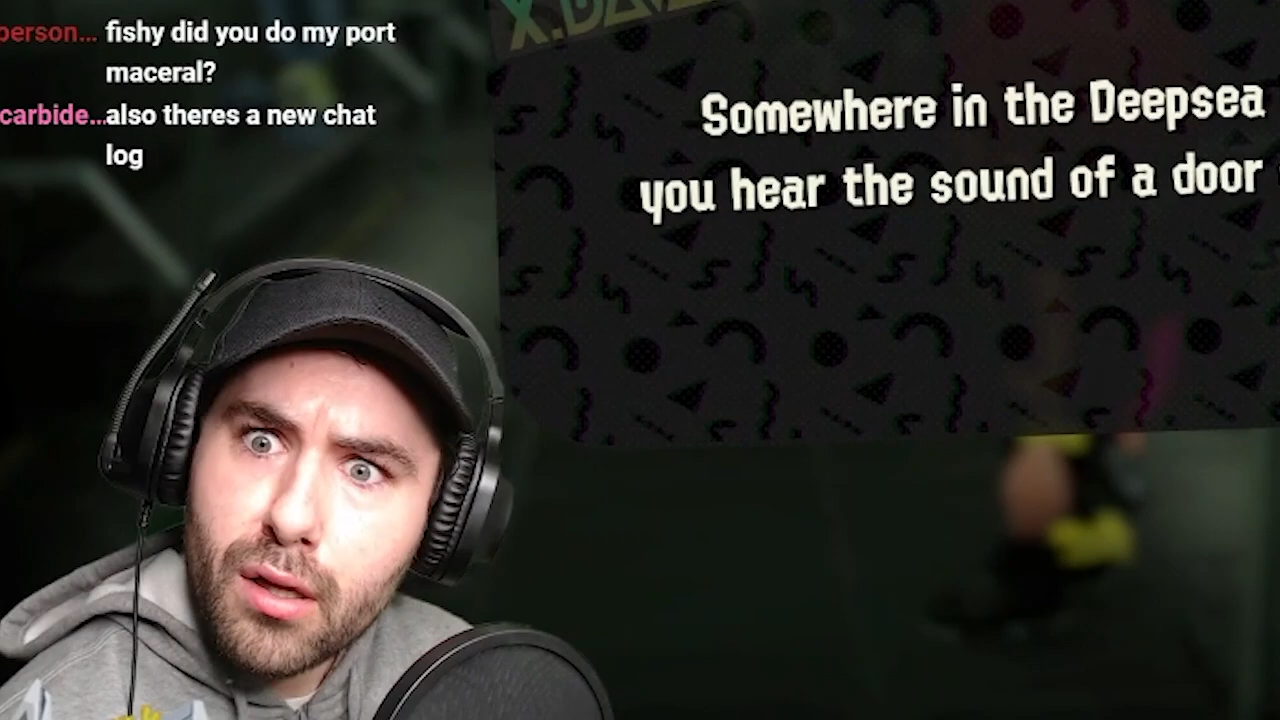 person…fishy did you do my port
maceral?
carbide…also theres a new chat
log
Somewhere in the Deepsea
you hear the sound of a door